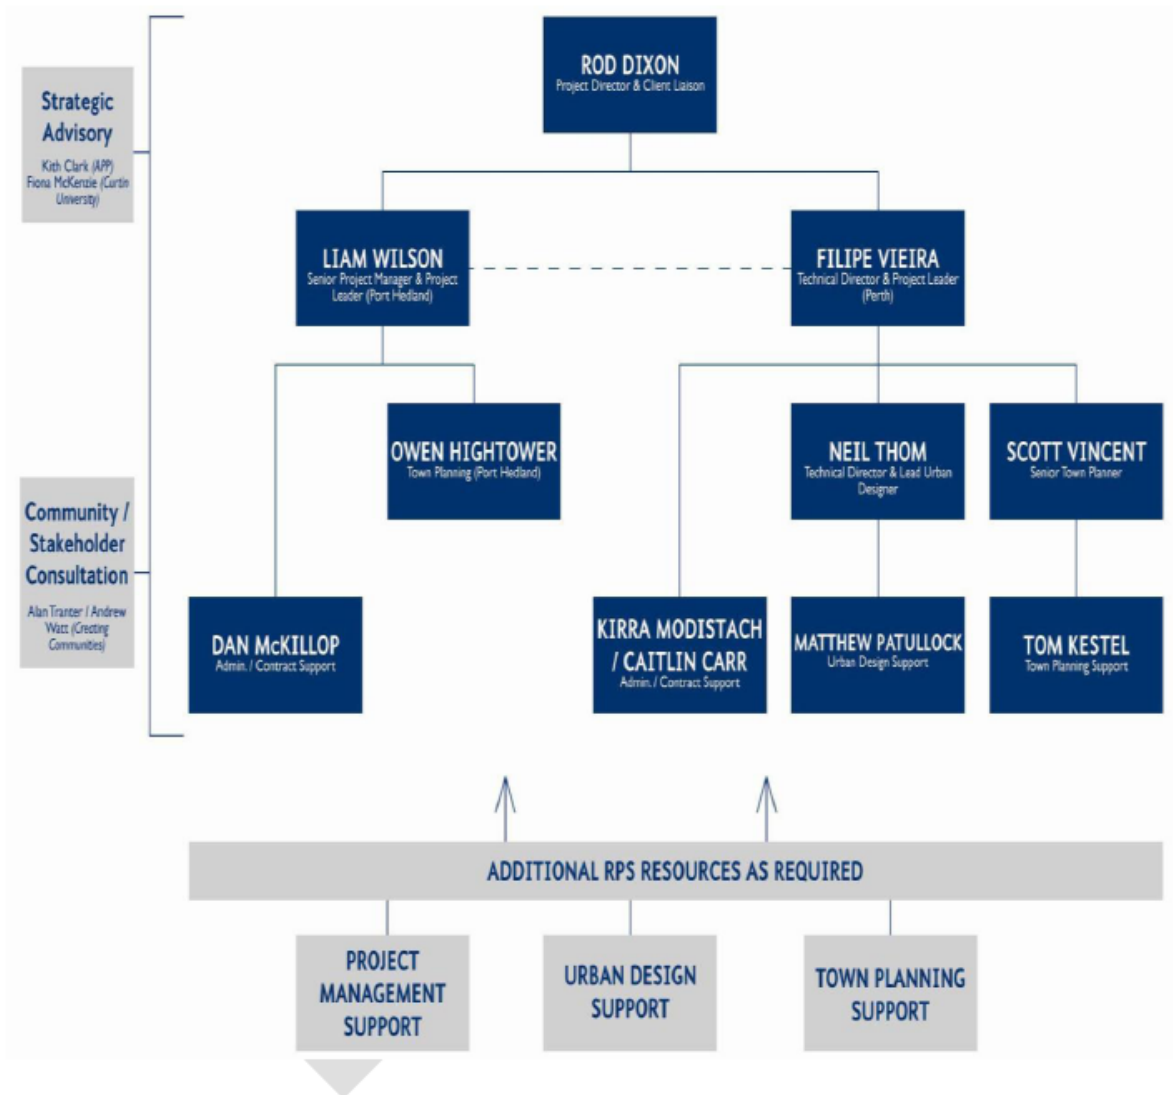 ROD DIXON
Project Director & Client Liaison
Strategic
Advisory
Kith Clark (APP)
Fiona McKenzie (Curtin
University)
LIAM WILSON
Senior Project Manager & Project
Leader (Port Hedland)
FILIPE VIEIRA
Technical Director & Project Leader
(Perth)
OWEN HIGHTOWER
Town Planning (Port Hedland)
NEIL THOM
Technical Director & Lead Urban
Designer
SCOTT VINCENT
Senior Town Planner
Community /
Stakeholder
Consultation
Alan Tranter / Andrew
Watt (Creating
Communities)
DAN McKILLOP
Admin. / Contract Support
KIRRA MODISTACH
/ CAITLIN CARR
Admin. / Contract Support
MATTHEW PATULLOCK
Urban Design Support
TOM KESTEL
Town Planning Support
ADDITIONAL RPS RESOURCES AS REQUIRED
PROJECT
MANAGEMENT
SUPPORT
URBAN DESIGN
SUPPORT
TOWN PLANNING
SUPPORT